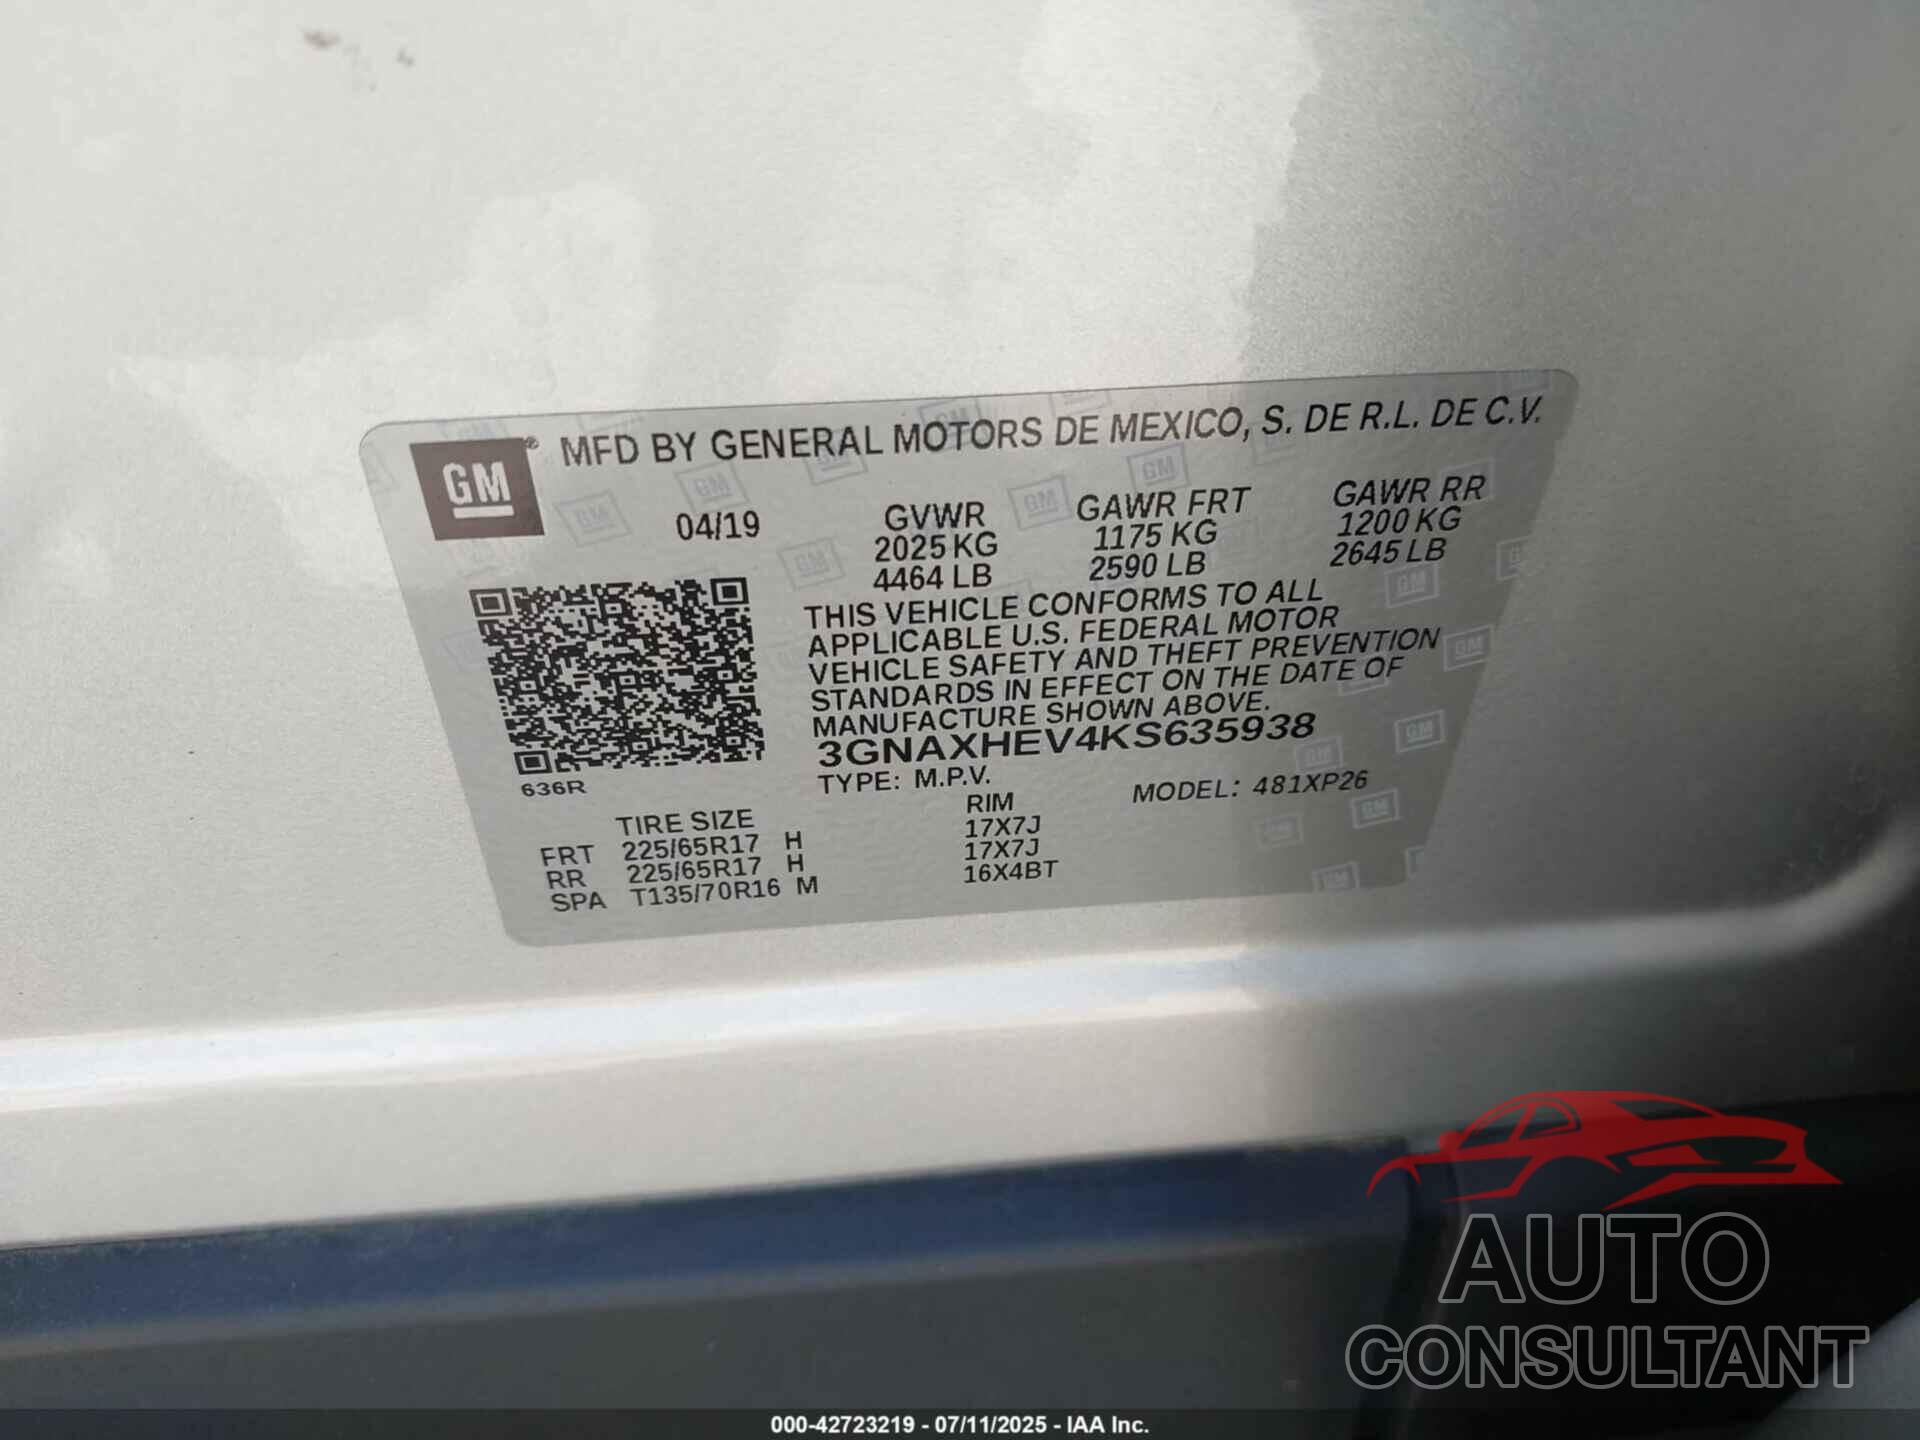 GM ® MFD BY GENERAL MOTORS DE MEXICO, S. DE R.L. DE C.V.
04/19 GVWR GAWR FRT GAWR RR
2025 KG 1175 KG 1200 KG
4464 LB 2590 LB 2645 LB
THIS VEHICLE CONFORMS TO ALL
APPLICABLE U.S. FEDERAL MOTOR
VEHICLE SAFETY AND THEFT PREVENTION
STANDARDS IN EFFECT ON THE DATE OF
MANUFACTURE SHOWN ABOVE.
3GNAXHEV4KS635938
636R TYPE: M.P.V. MODEL: 481XP26
TIRE SIZE RIM
FRT 225/65R17 H 17X7J
RR 225/65R17 H 17X7J
SPA T135/70R16 M 16X4BT
AUTO
CONSULTANT
000-42723219 - 07/11/2025 - IAA Inc.